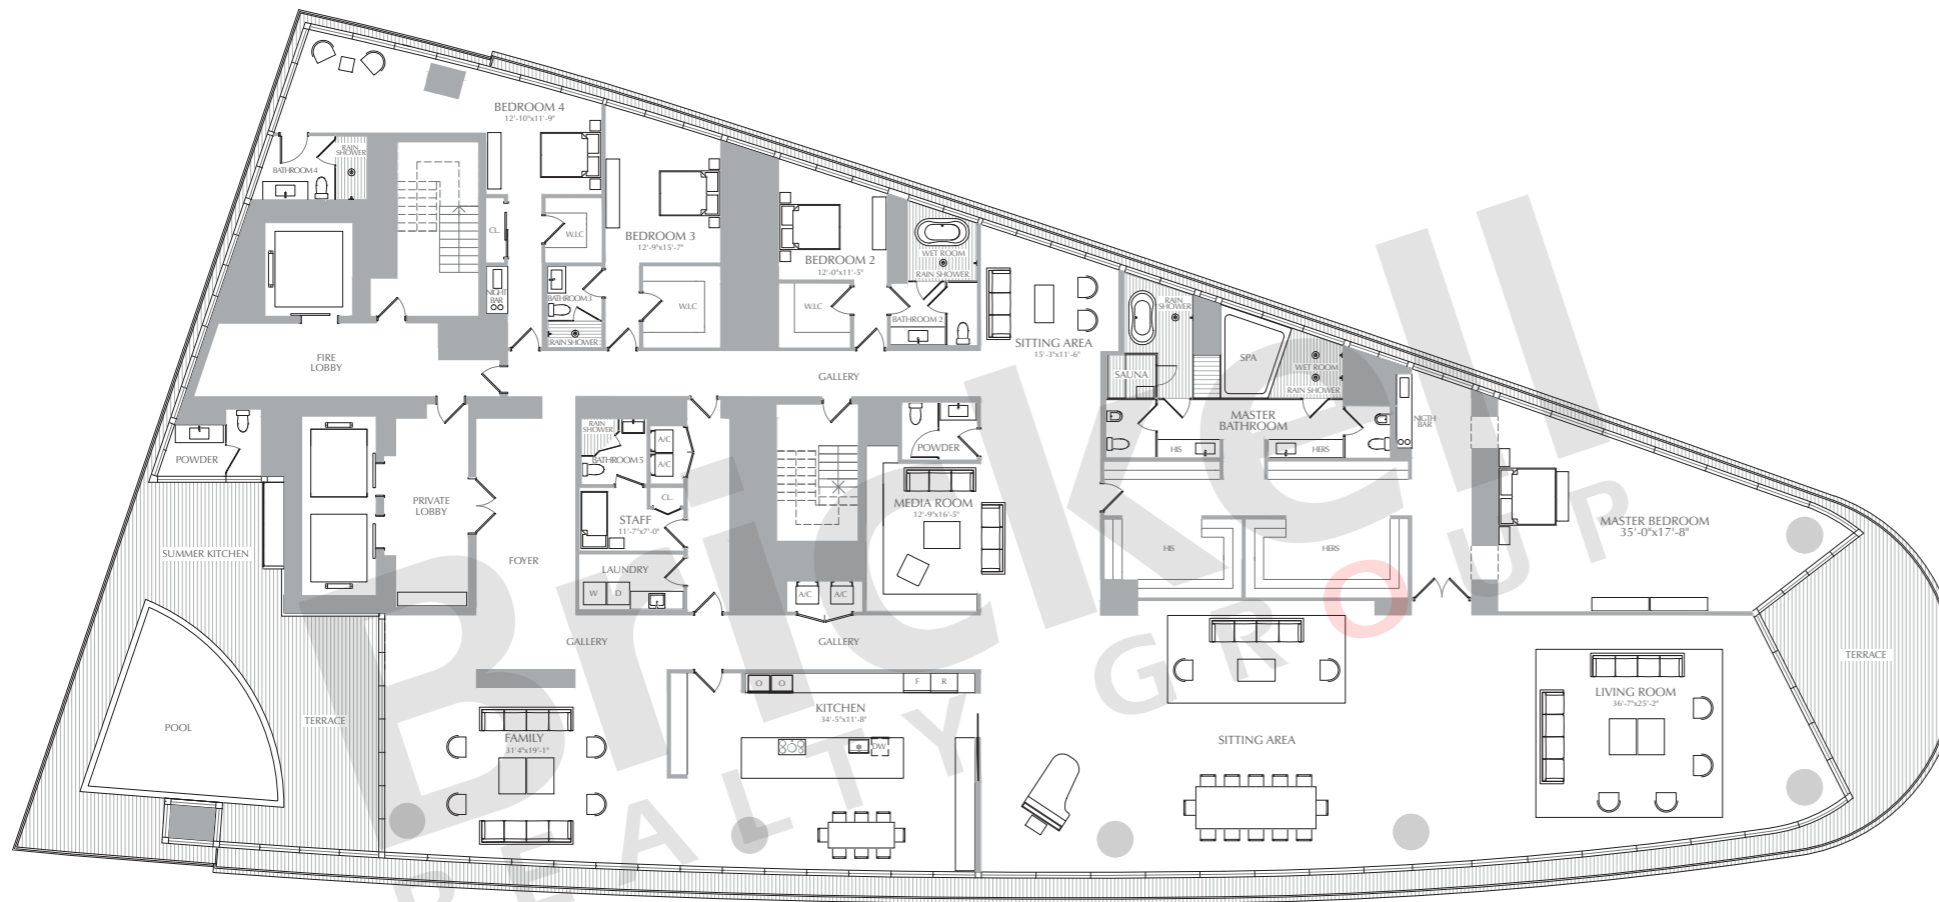 BEDROOM 4
12'-10"x11'-9"
RAIN
SHOWER
BATHROOM 4
CL.
W.I.C
BEDROOM 3
12'-9"x15'-7"
BEDROOM 2
12'-0"x11'-5"
WET ROOM
RAIN SHOWER
NIGHT
BAR
BATHROOM 3
RAIN SHOWER
W.I.C
W.I.C
BATHROOM 2
SITTING AREA
15'-3"x11'-6"
RAIN
SHOWER
SAUNA
SPA
WET ROOM
RAIN SHOWER
FIRE
LOBBY
GALLERY
MASTER
BATHROOM
NIGTH
BAR
HIS
HERS
POWDER
RAIN
SHOWER
BATHROOM 5
A/C
A/C
POWDER
PRIVATE
LOBBY
CL.
STAFF
11'-7"x7'-0"
MEDIA ROOM
12'-9"x16'-5"
MASTER BEDROOM
35'-0"x17'-8"
SUMMER KITCHEN
FOYER
HIS
HERS
LAUNDRY
W
D
A/C
A/C
GALLERY
GALLERY
TERRACE
POOL
TERRACE
FAMILY
31'4"x19'-1"
O
O
F
R
KITCHEN
34'-5"x11'-8"
DW
SITTING AREA
LIVING ROOM
36'-7"x25'-2"
Brickell
REALTY GROUP